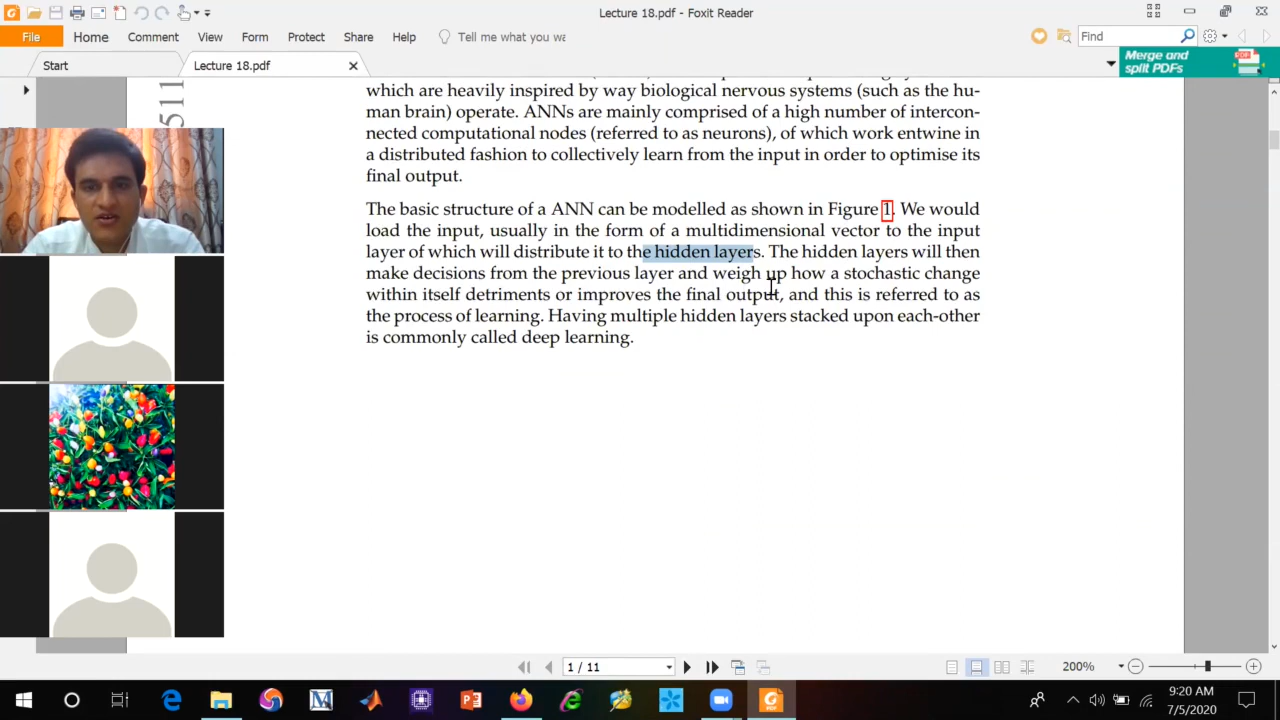 Lecture 18.pdf - Foxit Reader
File Home Comment View Form Protect Share Help Tell me what you wa
Find
Start
Lecture 18.pdf
Merge and
split PDFs
511
which are heavily inspired by way biological nervous systems (such as the hu-
man brain) operate. ANNs are mainly comprised of a high number of intercon-
nected computational nodes (referred to as neurons), of which work entwine in
a distributed fashion to collectively learn from the input in order to optimise its
final output.
The basic structure of a ANN can be modelled as shown in Figure 1. We would
load the input, usually in the form of a multidimensional vector to the input
layer of which will distribute it to the hidden layers. The hidden layers will then
make decisions from the previous layer and weigh up how a stochastic change
within itself detriments or improves the final output, and this is referred to as
the process of learning. Having multiple hidden layers stacked upon each-other
is commonly called deep learning.
1 / 11
200%
9:20 AM
7/5/2020